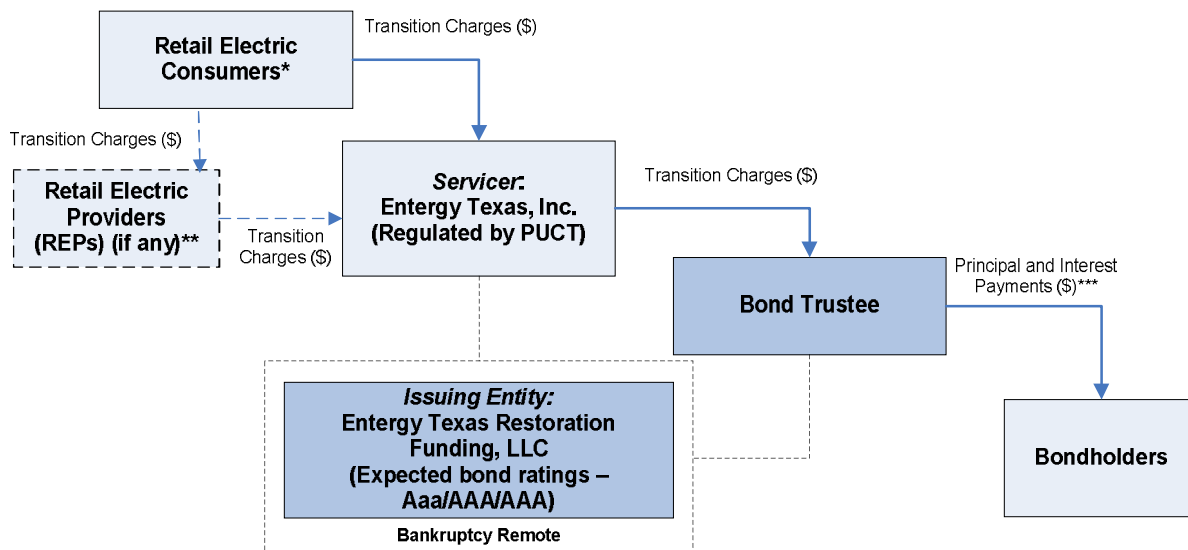 Transition Charges ($)
Retail Electric
Consumers*
Transition Charges ($)
Retail Electric
Providers
(REPs) (if any)**
Transition
Charges ($)
Servicer:
Entergy Texas, Inc.
(Regulated by PUCT)
Transition Charges ($)
Bond Trustee
Principal and Interest
Payments ($)***
Issuing Entity:
Entergy Texas Restoration
Funding, LLC
(Expected bond ratings –
Aaa/AAA/AAA)
Bankruptcy Remote
Bondholders